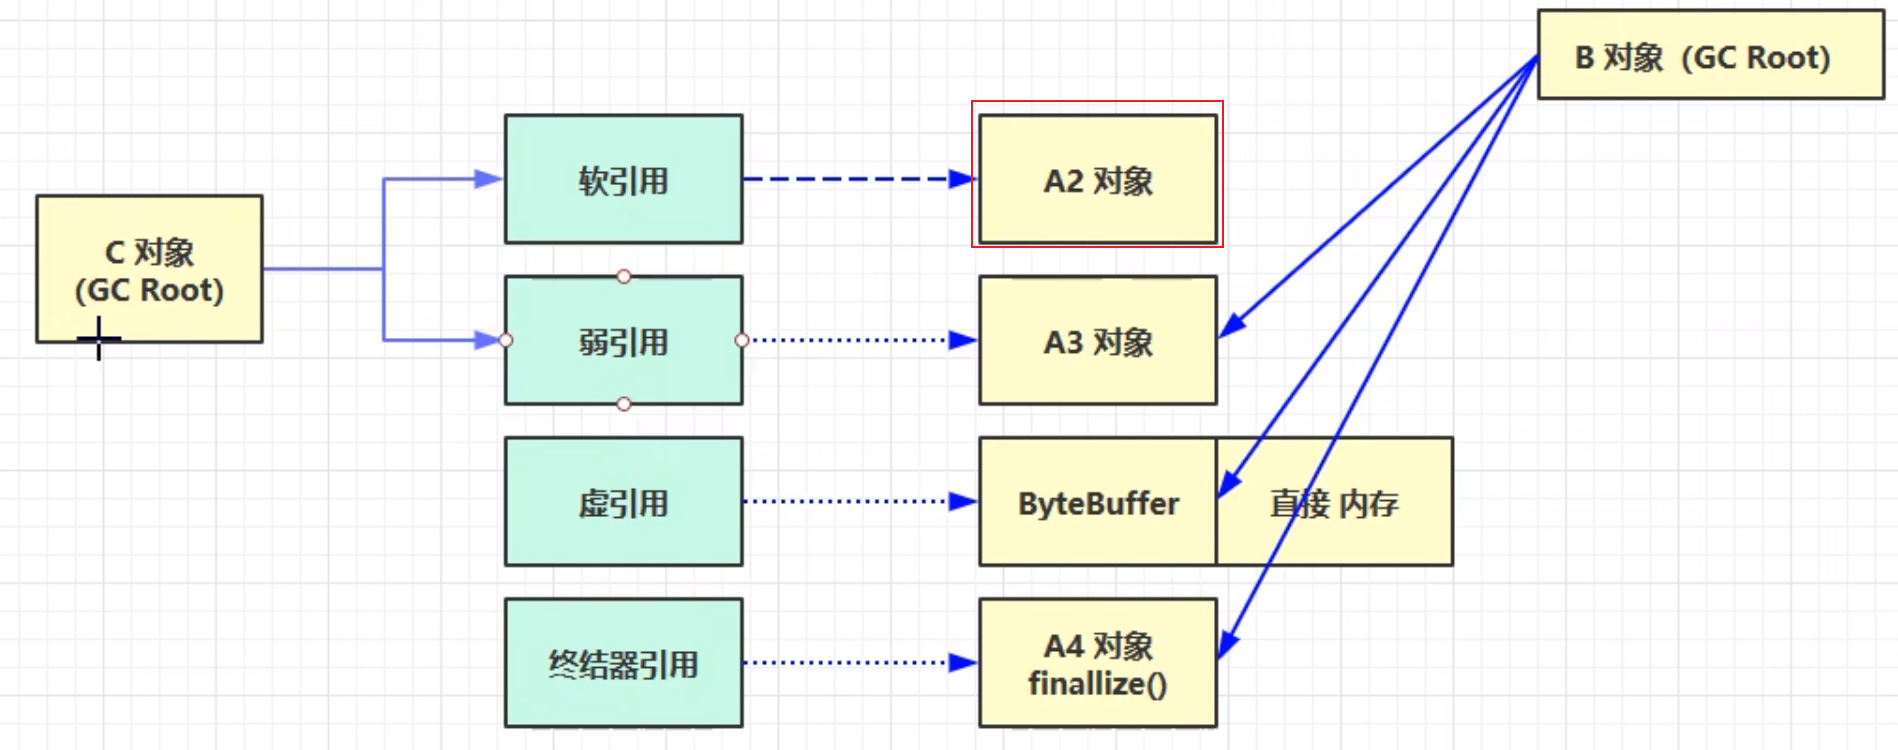 B 对象（GC Root）
软引用
A2 对象
C 对象
(GC Root)
弱引用
A3 对象
虚引用
ByteBuffer
直接 内存
终结器引用
A4 对象
finallize()